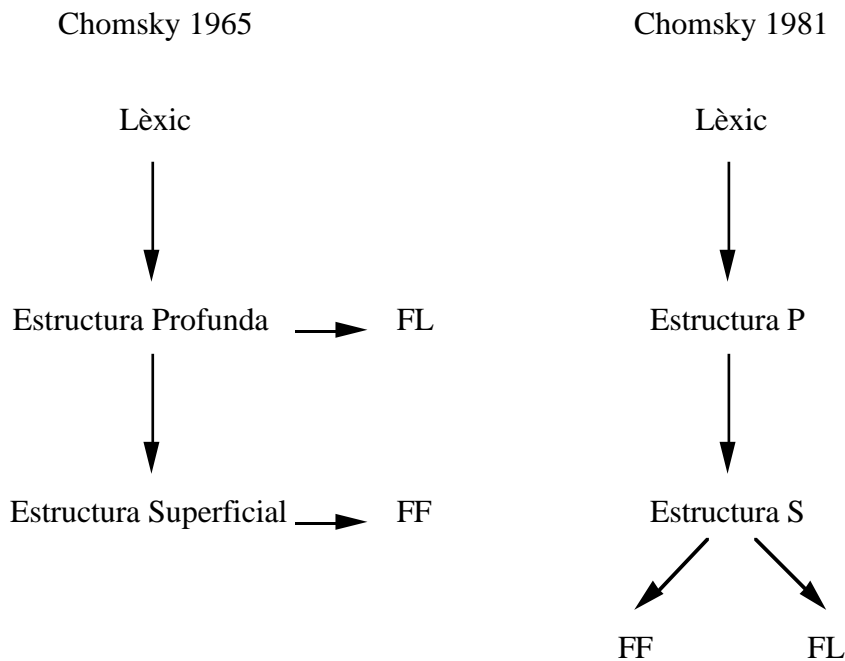 Chomsky 1965
Chomsky 1981
Lèxic
Lèxic
Estructura Profunda
FL
Estructura P
Estructura Superficial
FF
Estructura S
FF
FL